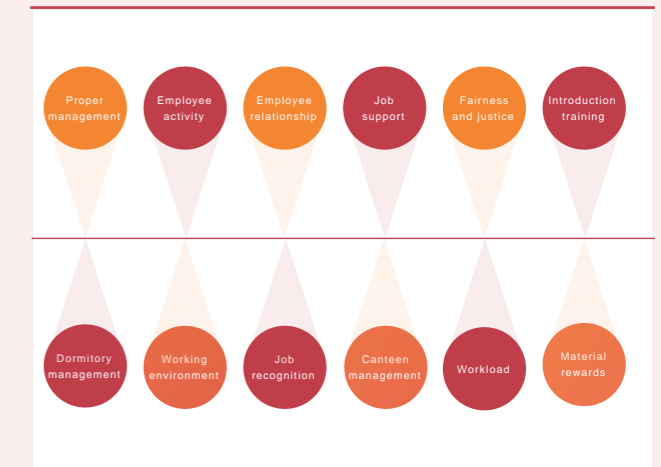 Proper
management
Employee
activity
Employee
relationship
Job
support
Fairness
and justice
Introduction
training
Dormitory
management
Working
environment
Job
recognition
Canteen
management
Workload
Material
rewards